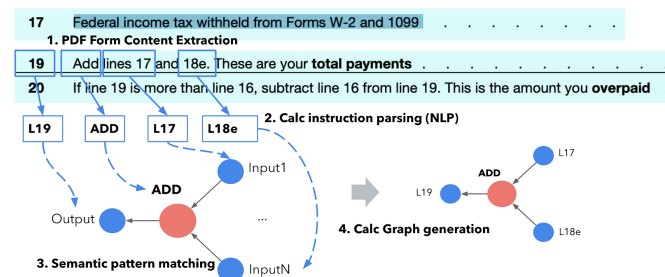 17 Federal income tax withheld from Forms W-2 and 1099 . . . . . . .
1. PDF Form Content Extraction
19 Add lines 17 and 18e. These are your total payments . . . . . . . . . . . .
20 If line 19 is more than line 16, subtract line 16 from line 19. This is the amount you overpaid
2. Calc instruction parsing (NLP)
L19 ADD L17 L18e
Input1
ADD
Output
...
InputN
3. Semantic pattern matching
L17
ADD
L19
L18e
4. Calc Graph generation